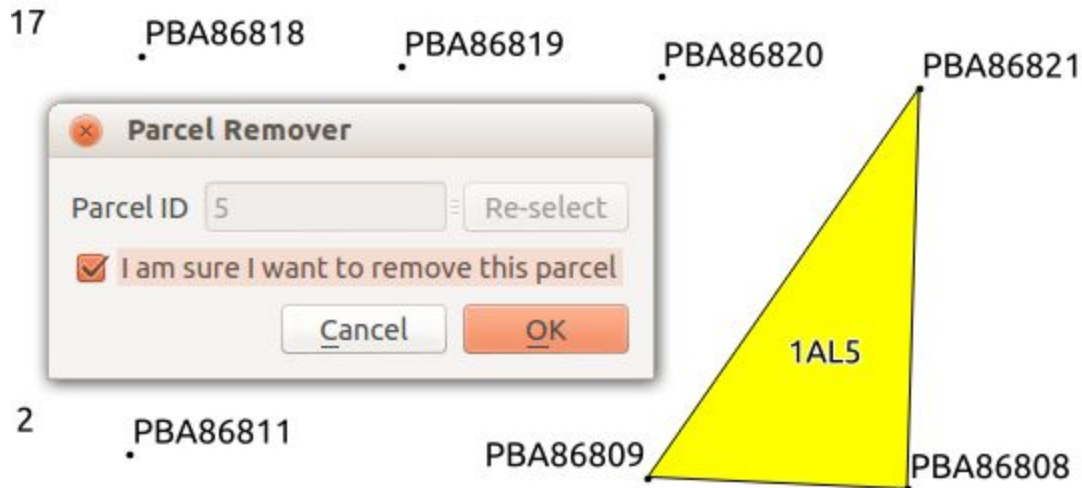 17
PBA86818
PBA86819
PBA86820
PBA86821
Parcel Remover
Parcel ID 5 Re-select
I am sure I want to remove this parcel
Cancel OK
1AL5
2
PBA86811
PBA86809
PBA86808